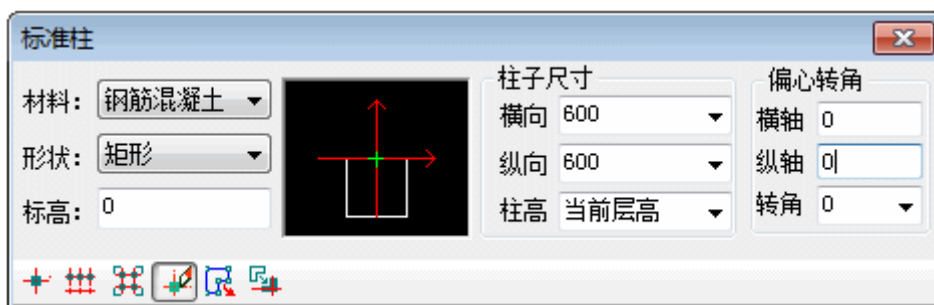 标准柱
材料: 钢筋混凝土
形状: 矩形
标高: 0
柱子尺寸
横向 600
纵向 600
柱高 当前层高
偏心转角
横轴 0
纵轴 0
转角 0